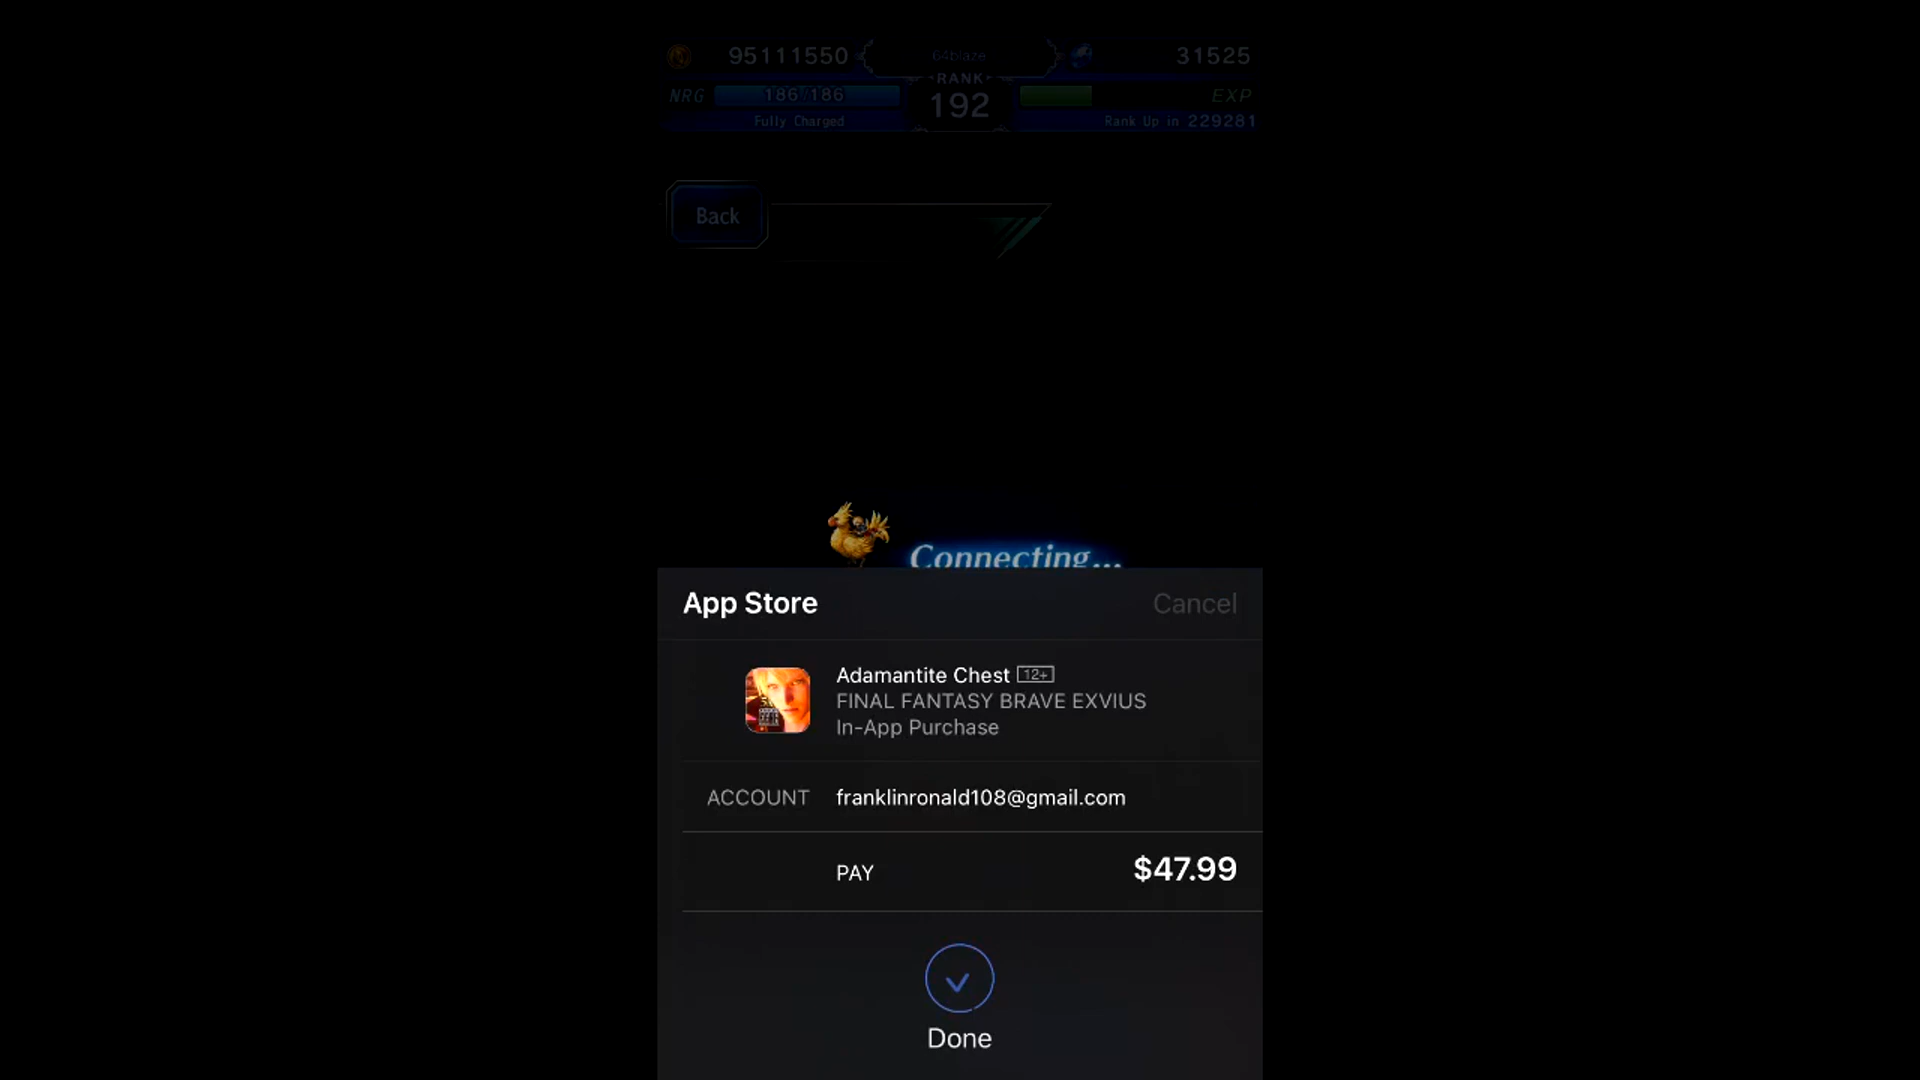 95111550
64blaze
31525
RANK
192
NRG
186/186
EXP
Fully Charged
Rank Up in 229281
Back
Connecting...
App Store
Cancel
Adamantite Chest 12+
FINAL FANTASY BRAVE EXVIUS
In-App Purchase
ACCOUNT franklinronald108@gmail.com
PAY $47.99
Done